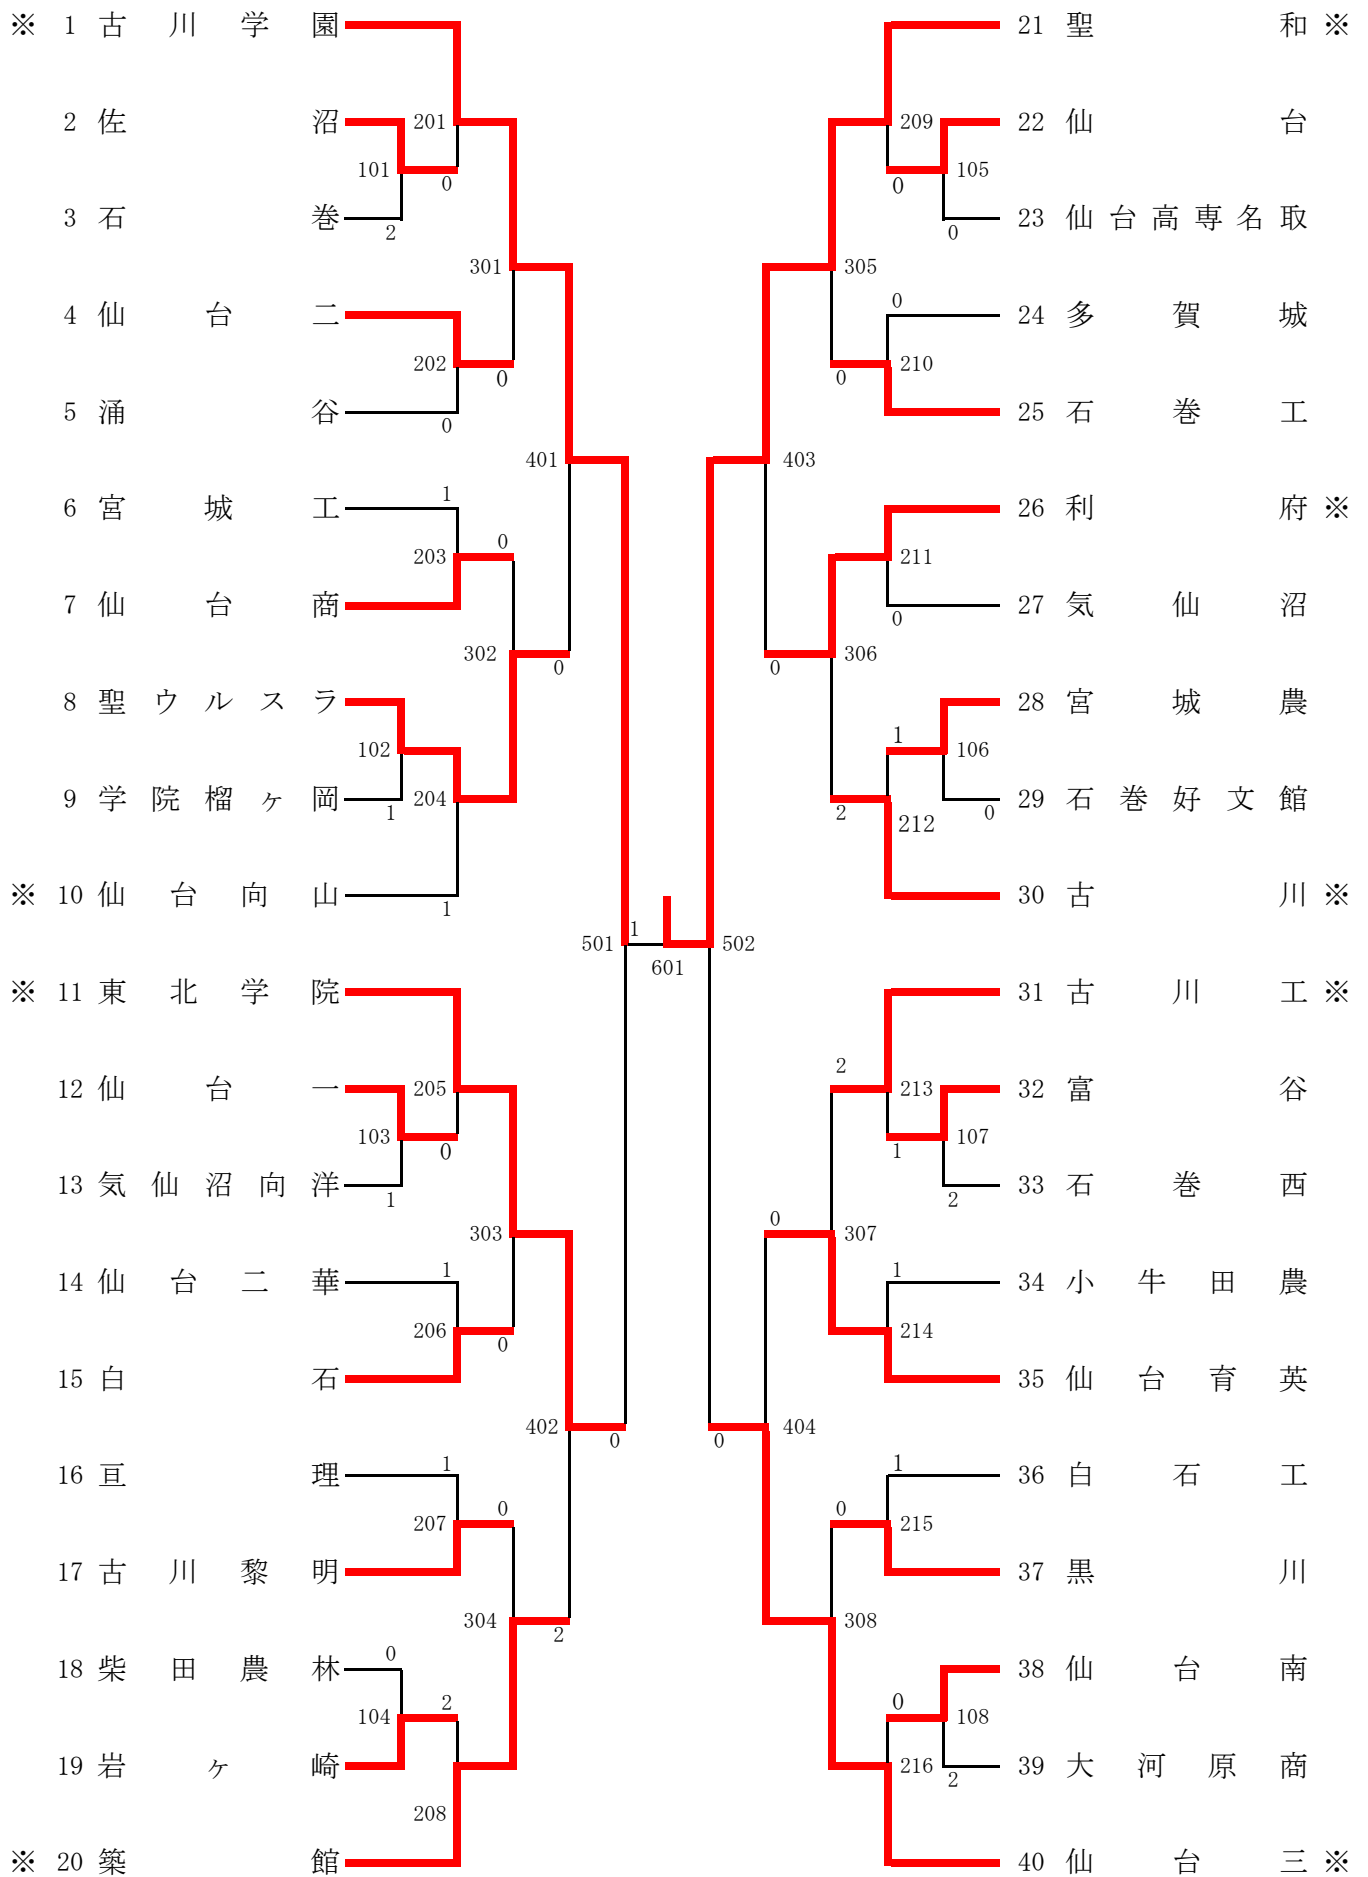 ※ 1 古川学園
21 聖和 ※
2 佐沼
201
209
22 仙台
101
0
0
105
3 石巻
2
0
23 仙台高専名取
301
305
4 仙台二
0
24 多賀城
202
0
0
210
5 涌谷
0
25 石巻工
401
403
6 宮城工
1
26 利府 ※
203
0
211
7 仙台商
0
27 気仙沼
302
0
0
306
8 聖ウルスラ
28 宮城農
102
1
106
9 学院榴ヶ岡
1
204
2
212
0
29 石巻好文館
※ 10 仙台向山
1
30 古川 ※
501
1
601
502
※ 11 東北学院
31 古川工 ※
2
12 仙台一
205
213
32 富谷
103
0
1
107
13 気仙沼向洋
1
2
33 石巻西
303
0
307
14 仙台二華
1
1
34 小牛田農
206
0
214
15 白石
35 仙台育英
402
0
0
404
16 亘理
1
1
36 白石工
207
0
0
215
17 古川黎明
37 黒川
304
2
308
18 柴田農林
0
38 仙台南
104
2
0
108
19 岩ヶ崎
216
2
39 大河原商
208
※ 20 築館
40 仙台三 ※